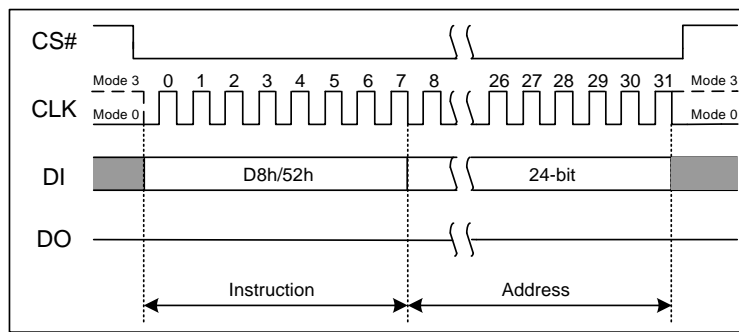 CS#
Mode 3 0 1 2 3 4 5 6 7 8 26 27 28 29 30 31 Mode 3
CLK
Mode 0 Mode 0
DI D8h/52h 24-bit
DO
Instruction Address